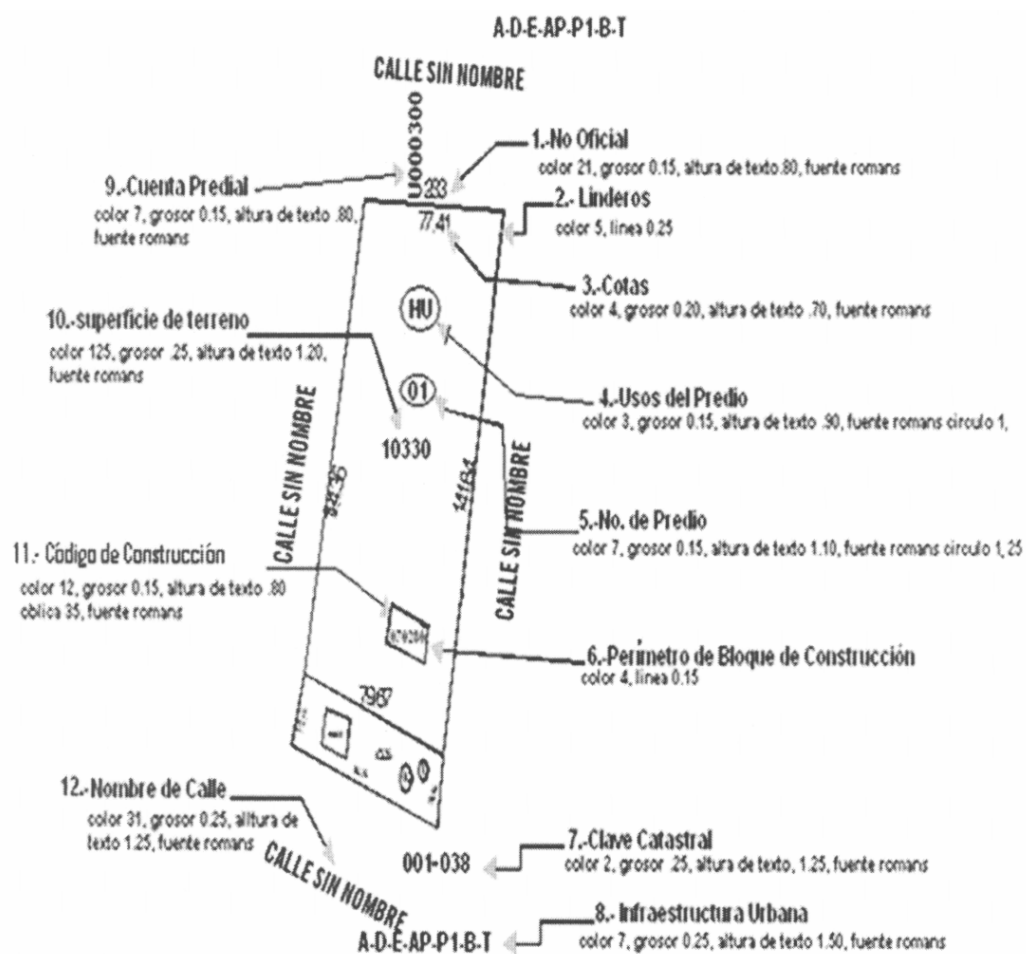 A-D-E-AP-P1-B-T
CALLE SIN NOMBRE
U000300
1.-No Oficial
color 21, grosor 0.15, altura de texto.80, fuente romans
283
9.-Cuenta Predial
color 7, grosor 0.15, altura de texto .80,
fuente romans
2.- Linderos
color 5, linea 0.25
77.41
3.-Cotas
color 4, grosor 0.20, altura de texto .70, fuente romans
HU
10.-superficie de terreno
color 125, grosor .25, altura de texto 1.20,
fuente romans
01
4.-Usos del Predio
color 3, grosor 0.15, altura de texto .90, fuente romans circulo 1,
10330
CALLE SIN NOMBRE
CALLE SIN NOMBRE
5.-No. de Predio
color 7, grosor 0.15, altura de texto 1.10, fuente romans circulo 1, 25
11.- Código de Construcción
color 12, grosor 0.15, altura de texto .80
oblica 35, fuente romans
6.-Perímetro de Bloque de Construcción
color 4, linea 0.15
79.67
12.-Nombre de Calle
color 31, grosor 0.25, alltura de
texto 1.25, fuente romans
CALLE SIN NOMBRE
001-038
7.-Clave Catastral
color 2, grosor .25, altura de texto, 1.25, fuente romans
8.- Infraestructura Urbana
color 7, grosor 0.25, altura de texto 1.50, fuente romans
A-D-E-AP-P1-B-T